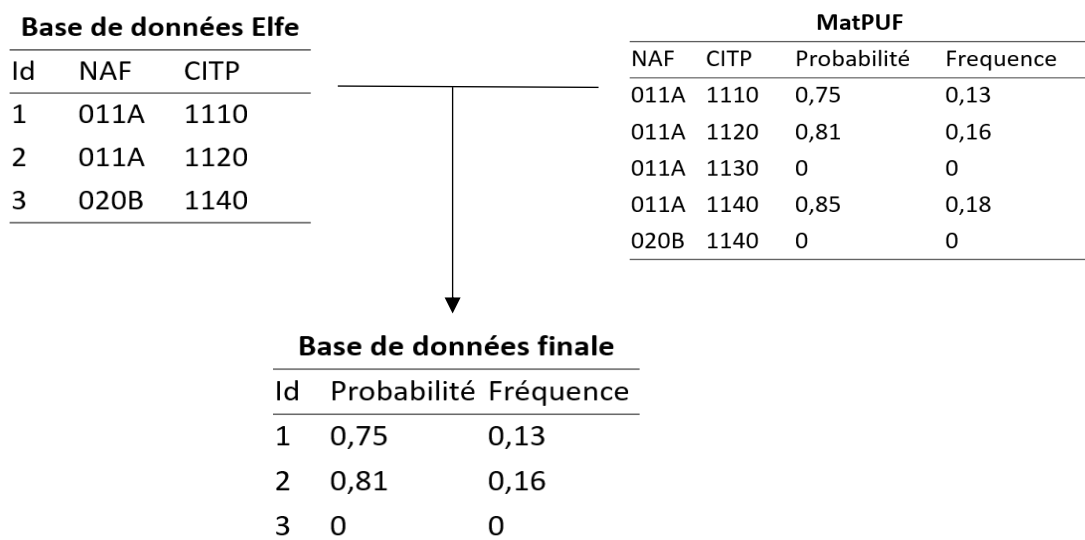 Base de données Elfe
Id NAF CITP
1 011A 1110
2 011A 1120
3 020B 1140
MatPUF
NAF CITP Probabilité Frequence
011A 1110 0,75 0,13
011A 1120 0,81 0,16
011A 1130 0 0
011A 1140 0,85 0,18
020B 1140 0 0
Base de données finale
Id Probabilité Fréquence
1 0,75 0,13
2 0,81 0,16
3 0 0